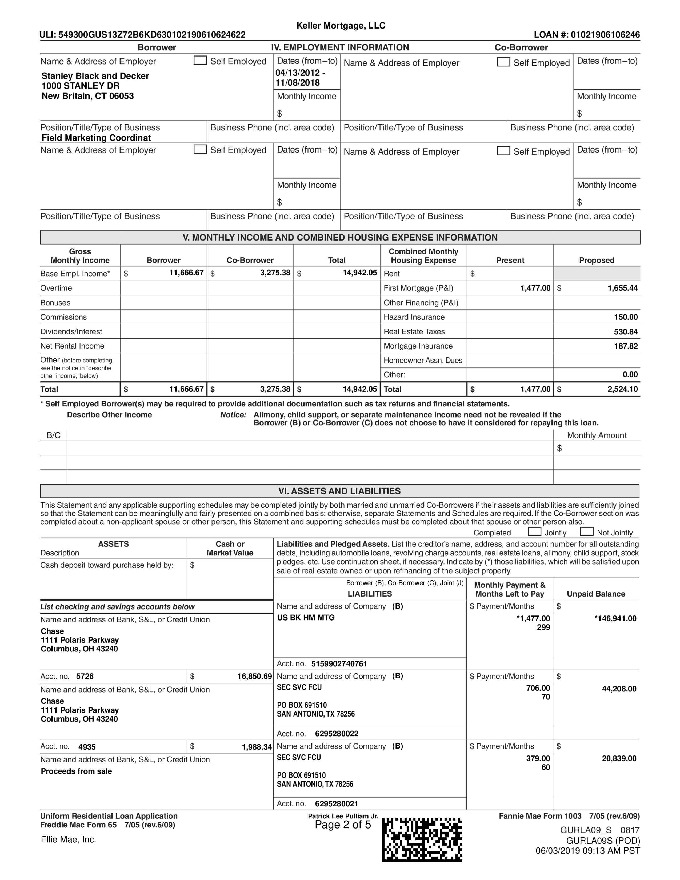 Keller Mortgage, LLC
ULI: 549300GUS13Z72B6KD630102190610624622 LOAN #: 01021906106246
Borrower IV. EMPLOYMENT INFORMATION Co-Borrower
Name & Address of Employer Self Employed Dates (from–to) Name & Address of Employer Self Employed Dates (from–to)
Stanley Black and Decker 04/13/2012 -
1000 STANLEY DR 11/08/2018
New Britain, CT 06053 Monthly Income Monthly Income
$ $
Position/Title/Type of Business Business Phone (incl. area code) Position/Title/Type of Business Business Phone (incl. area code)
Field Marketing Coordinat
Name & Address of Employer Self Employed Dates (from–to) Name & Address of Employer Self Employed Dates (from–to)
Monthly Income Monthly Income
$ $
Position/Title/Type of Business Business Phone (incl. area code) Position/Title/Type of Business Business Phone (incl. area code)
V. MONTHLY INCOME AND COMBINED HOUSING EXPENSE INFORMATION
Gross Monthly Income Borrower Co-Borrower Total Combined Monthly Housing Expense Present Proposed
Base Empl. Income* $ 11,666.67 $ 3,275.38 $ 14,942.05 Rent $
Overtime First Mortgage (P&I) 1,477.00 $ 1,655.44
Bonuses Other Financing (P&I)
Commissions Hazard Insurance 150.00
Dividends/Interest Real Estate Taxes 530.84
Net Rental Income Mortgage Insurance 187.82
Other (before completing, Homeowner Assn. Dues
see the notice in "describe
other income," below) Other: 0.00
Total $ 11,666.67 $ 3,275.38 $ 14,942.05 Total $ 1,477.00 $ 2,524.10
* Self Employed Borrower(s) may be required to provide additional documentation such as tax returns and financial statements.
Describe Other Income Notice: Alimony, child support, or separate maintenance income need not be revealed if the
Borrower (B) or Co-Borrower (C) does not choose to have it considered for repaying this loan.
B/C Monthly Amount
$
VI. ASSETS AND LIABILITIES
This Statement and any applicable supporting schedules may be completed jointly by both married and unmarried Co-Borrowers if their assets and liabilities are sufficiently joined
so that the Statement can be meaningfully and fairly presented on a combined basis; otherwise, separate Statements and Schedules are required. If the Co-Borrower section was
completed about a non-applicant spouse or other person, this Statement and supporting schedules must be completed about that spouse or other person also.
Completed Jointly Not Jointly
ASSETS Cash or Market Value
Description
Cash deposit toward purchase held by: $
Liabilities and Pledged Assets. List the creditor's name, address, and account number for all outstanding
debts, including automobile loans, revolving charge accounts, real estate loans, alimony, child support, stock
pledges, etc. Use continuation sheet, if necessary. Indicate by (*) those liabilities, which will be satisfied upon
sale of real estate owned or upon refinancing of the subject property.
Borrower (B), Co-Borrower (C), Joint (J)
LIABILITIES Monthly Payment & Months Left to Pay Unpaid Balance
List checking and savings accounts below Name and address of Company (B) $ Payment/Months $
Name and address of Bank, S&L, or Credit Union US BK HM MTG *1,477.00 *146,941.00
Chase 299
1111 Polaris Parkway
Columbus, OH 43240
Acct. no. 5159902740761
Acct. no. 5726 $ 16,850.69 Name and address of Company (B) $ Payment/Months $
Name and address of Bank, S&L, or Credit Union SEC SVC FCU 706.00 44,208.00
Chase 70
1111 Polaris Parkway PO BOX 691510
Columbus, OH 43240 SAN ANTONIO, TX 78256
Acct. no. 6295280022
Acct. no. 4935 $ 1,988.34 Name and address of Company (B) $ Payment/Months $
Name and address of Bank, S&L, or Credit Union SEC SVC FCU 379.00 20,839.00
Proceeds from sale 60
PO BOX 691510
SAN ANTONIO, TX 78256
Acct. no. 6295280021
Uniform Residential Loan Application Patrick Lee Pulliam Jr. Fannie Mae Form 1003 7/05 (rev.6/09)
Freddie Mac Form 65 7/05 (rev.6/09) Page 2 of 5
Ellie Mae, Inc. GURLA09_S 0817
GURLA09S (POD)
06/03/2019 09:13 AM PST